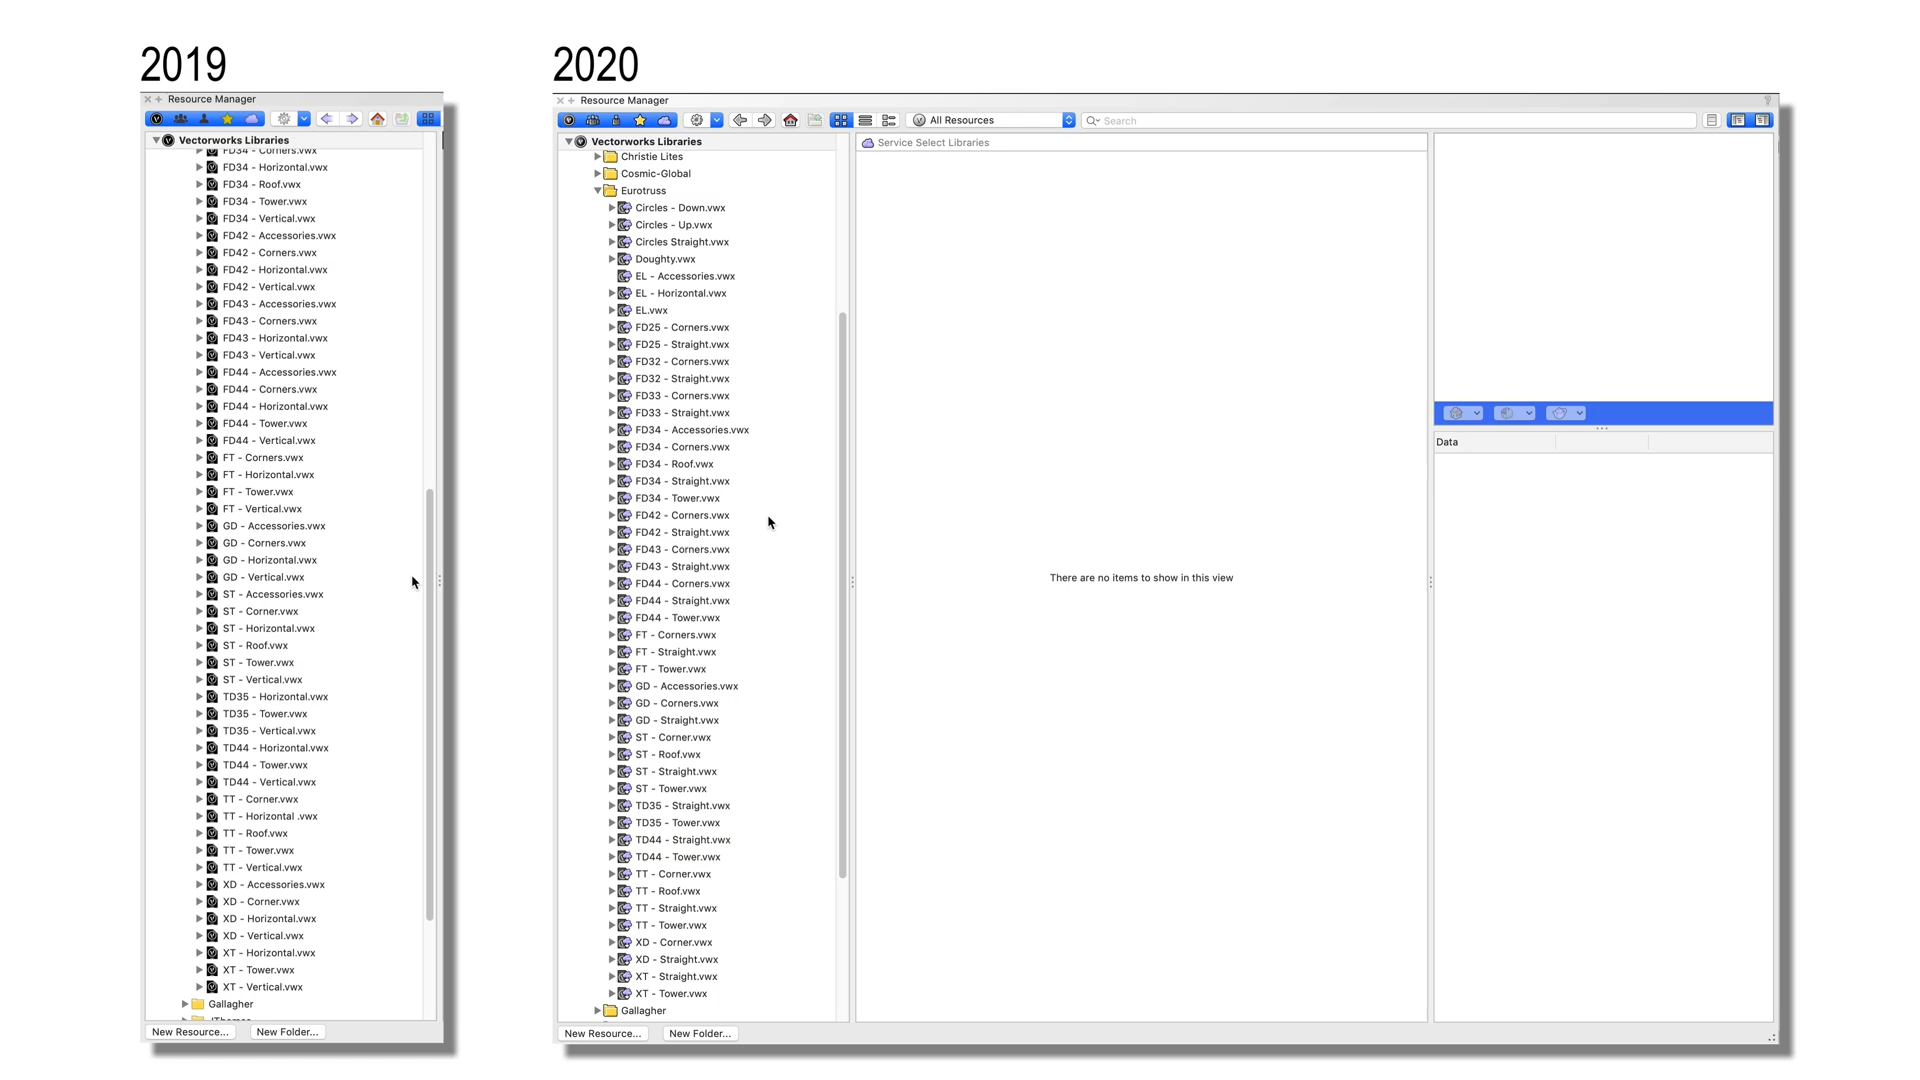 2019
Resource Manager
Vectorworks Libraries
FD34 - Corners.vwx
FD34 - Horizontal.vwx
FD34 - Roof.vwx
FD34 - Tower.vwx
FD34 - Vertical.vwx
FD42 - Accessories.vwx
FD42 - Corners.vwx
FD42 - Horizontal.vwx
FD42 - Vertical.vwx
FD43 - Accessories.vwx
FD43 - Corners.vwx
FD43 - Horizontal.vwx
FD43 - Vertical.vwx
FD44 - Accessories.vwx
FD44 - Corners.vwx
FD44 - Horizontal.vwx
FD44 - Tower.vwx
FD44 - Vertical.vwx
FT - Corners.vwx
FT - Horizontal.vwx
FT - Tower.vwx
FT - Vertical.vwx
GD - Accessories.vwx
GD - Corners.vwx
GD - Horizontal.vwx
GD - Vertical.vwx
ST - Accessories.vwx
ST - Corner.vwx
ST - Horizontal.vwx
ST - Roof.vwx
ST - Tower.vwx
ST - Vertical.vwx
TD35 - Horizontal.vwx
TD35 - Tower.vwx
TD35 - Vertical.vwx
TD44 - Horizontal.vwx
TD44 - Tower.vwx
TD44 - Vertical.vwx
TT - Corner.vwx
TT - Horizontal .vwx
TT - Roof.vwx
TT - Tower.vwx
TT - Vertical.vwx
XD - Accessories.vwx
XD - Corner.vwx
XD - Horizontal.vwx
XD - Vertical.vwx
XT - Horizontal.vwx
XT - Tower.vwx
XT - Vertical.vwx
Gallagher
New Resource... New Folder...
2020
Resource Manager
All Resources Search
Vectorworks Libraries
Christie Lites
Cosmic-Global
Eurotruss
Circles - Down.vwx
Circles - Up.vwx
Circles Straight.vwx
Doughty.vwx
EL - Accessories.vwx
EL - Horizontal.vwx
EL.vwx
FD25 - Corners.vwx
FD25 - Straight.vwx
FD32 - Corners.vwx
FD32 - Straight.vwx
FD33 - Corners.vwx
FD33 - Straight.vwx
FD34 - Accessories.vwx
FD34 - Corners.vwx
FD34 - Roof.vwx
FD34 - Straight.vwx
FD34 - Tower.vwx
FD42 - Corners.vwx
FD42 - Straight.vwx
FD43 - Corners.vwx
FD43 - Straight.vwx
FD44 - Corners.vwx
FD44 - Straight.vwx
FD44 - Tower.vwx
FT - Corners.vwx
FT - Straight.vwx
FT - Tower.vwx
GD - Accessories.vwx
GD - Corners.vwx
GD - Straight.vwx
ST - Corner.vwx
ST - Roof.vwx
ST - Straight.vwx
ST - Tower.vwx
TD35 - Straight.vwx
TD35 - Tower.vwx
TD44 - Straight.vwx
TD44 - Tower.vwx
TT - Corner.vwx
TT - Roof.vwx
TT - Straight.vwx
TT - Tower.vwx
XD - Corner.vwx
XD - Straight.vwx
XT - Straight.vwx
XT - Tower.vwx
Gallagher
New Resource... New Folder...
Service Select Libraries
There are no items to show in this view
Data